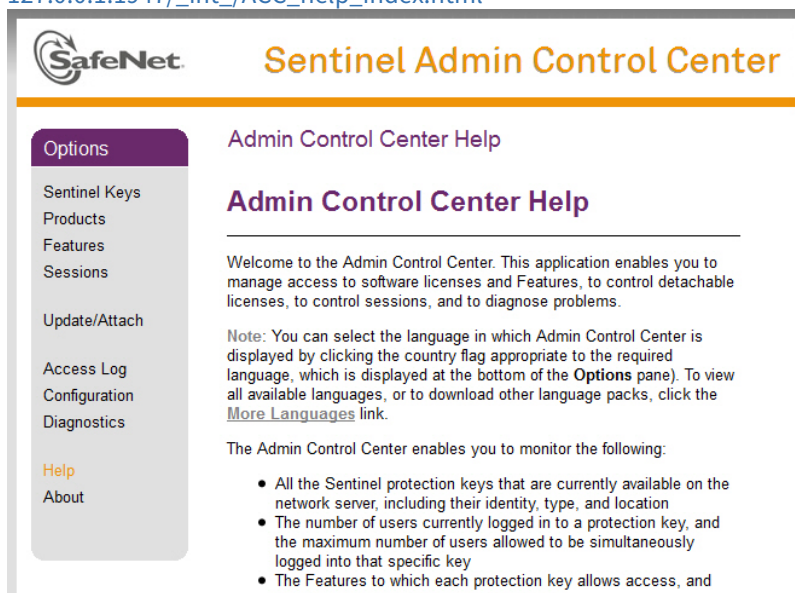 127.0.0.1:1947/_int_/ACC_help_index.html
SafeNet.
Sentinel Admin Control Center
Options
Sentinel Keys
Products
Features
Sessions
Update/Attach
Access Log
Configuration
Diagnostics
Help
About
Admin Control Center Help
Admin Control Center Help
Welcome to the Admin Control Center. This application enables you to
manage access to software licenses and Features, to control detachable
licenses, to control sessions, and to diagnose problems.
Note: You can select the language in which Admin Control Center is
displayed by clicking the country flag appropriate to the required
language, which is displayed at the bottom of the Options pane). To view
all available languages, or to download other language packs, click the
More Languages link.
The Admin Control Center enables you to monitor the following:
● All the Sentinel protection keys that are currently available on the
network server, including their identity, type, and location
● The number of users currently logged in to a protection key, and
the maximum number of users allowed to be simultaneously
logged into that specific key
● The Features to which each protection key allows access, and